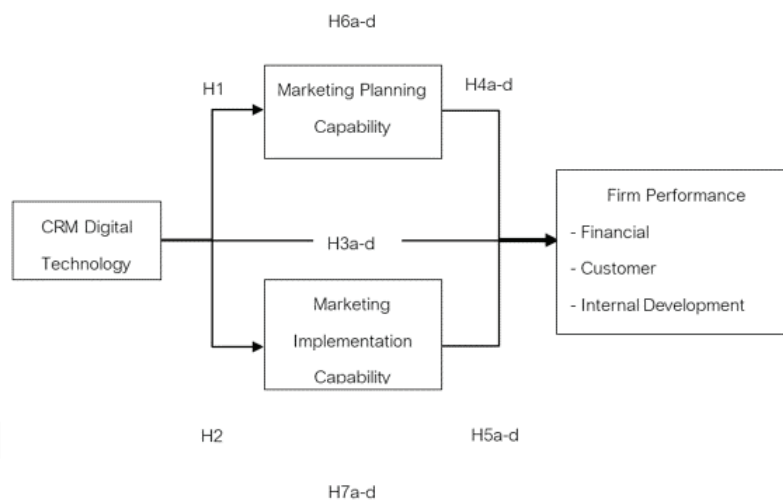 H6a-d
H1
Marketing Planning
Capability
H4a-d
CRM Digital
Technology
H3a-d
Firm Performance
- Financial
- Customer
- Internal Development
Marketing
Implementation
Capability
H2
H5a-d
H7a-d